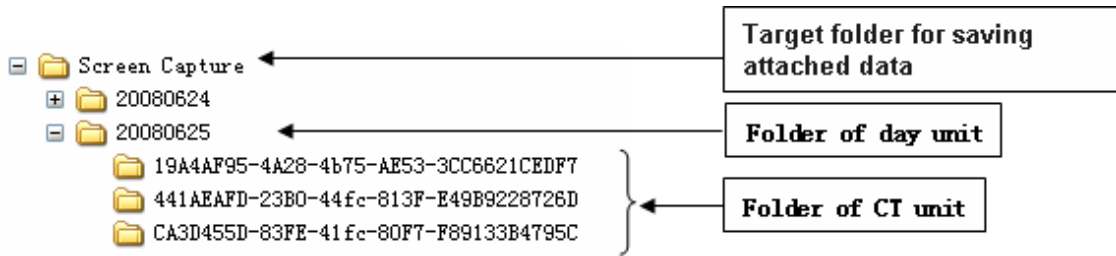 Screen Capture
20080624
20080625
19A4AF95-4A28-4b75-AE53-3CC6621CEDF7
441AEAFD-23B0-44fc-813F-E49B9228726D
CA3D455D-83FE-41fc-80F7-F89133B4795C
Target folder for saving
attached data
Folder of day unit
Folder of CT unit